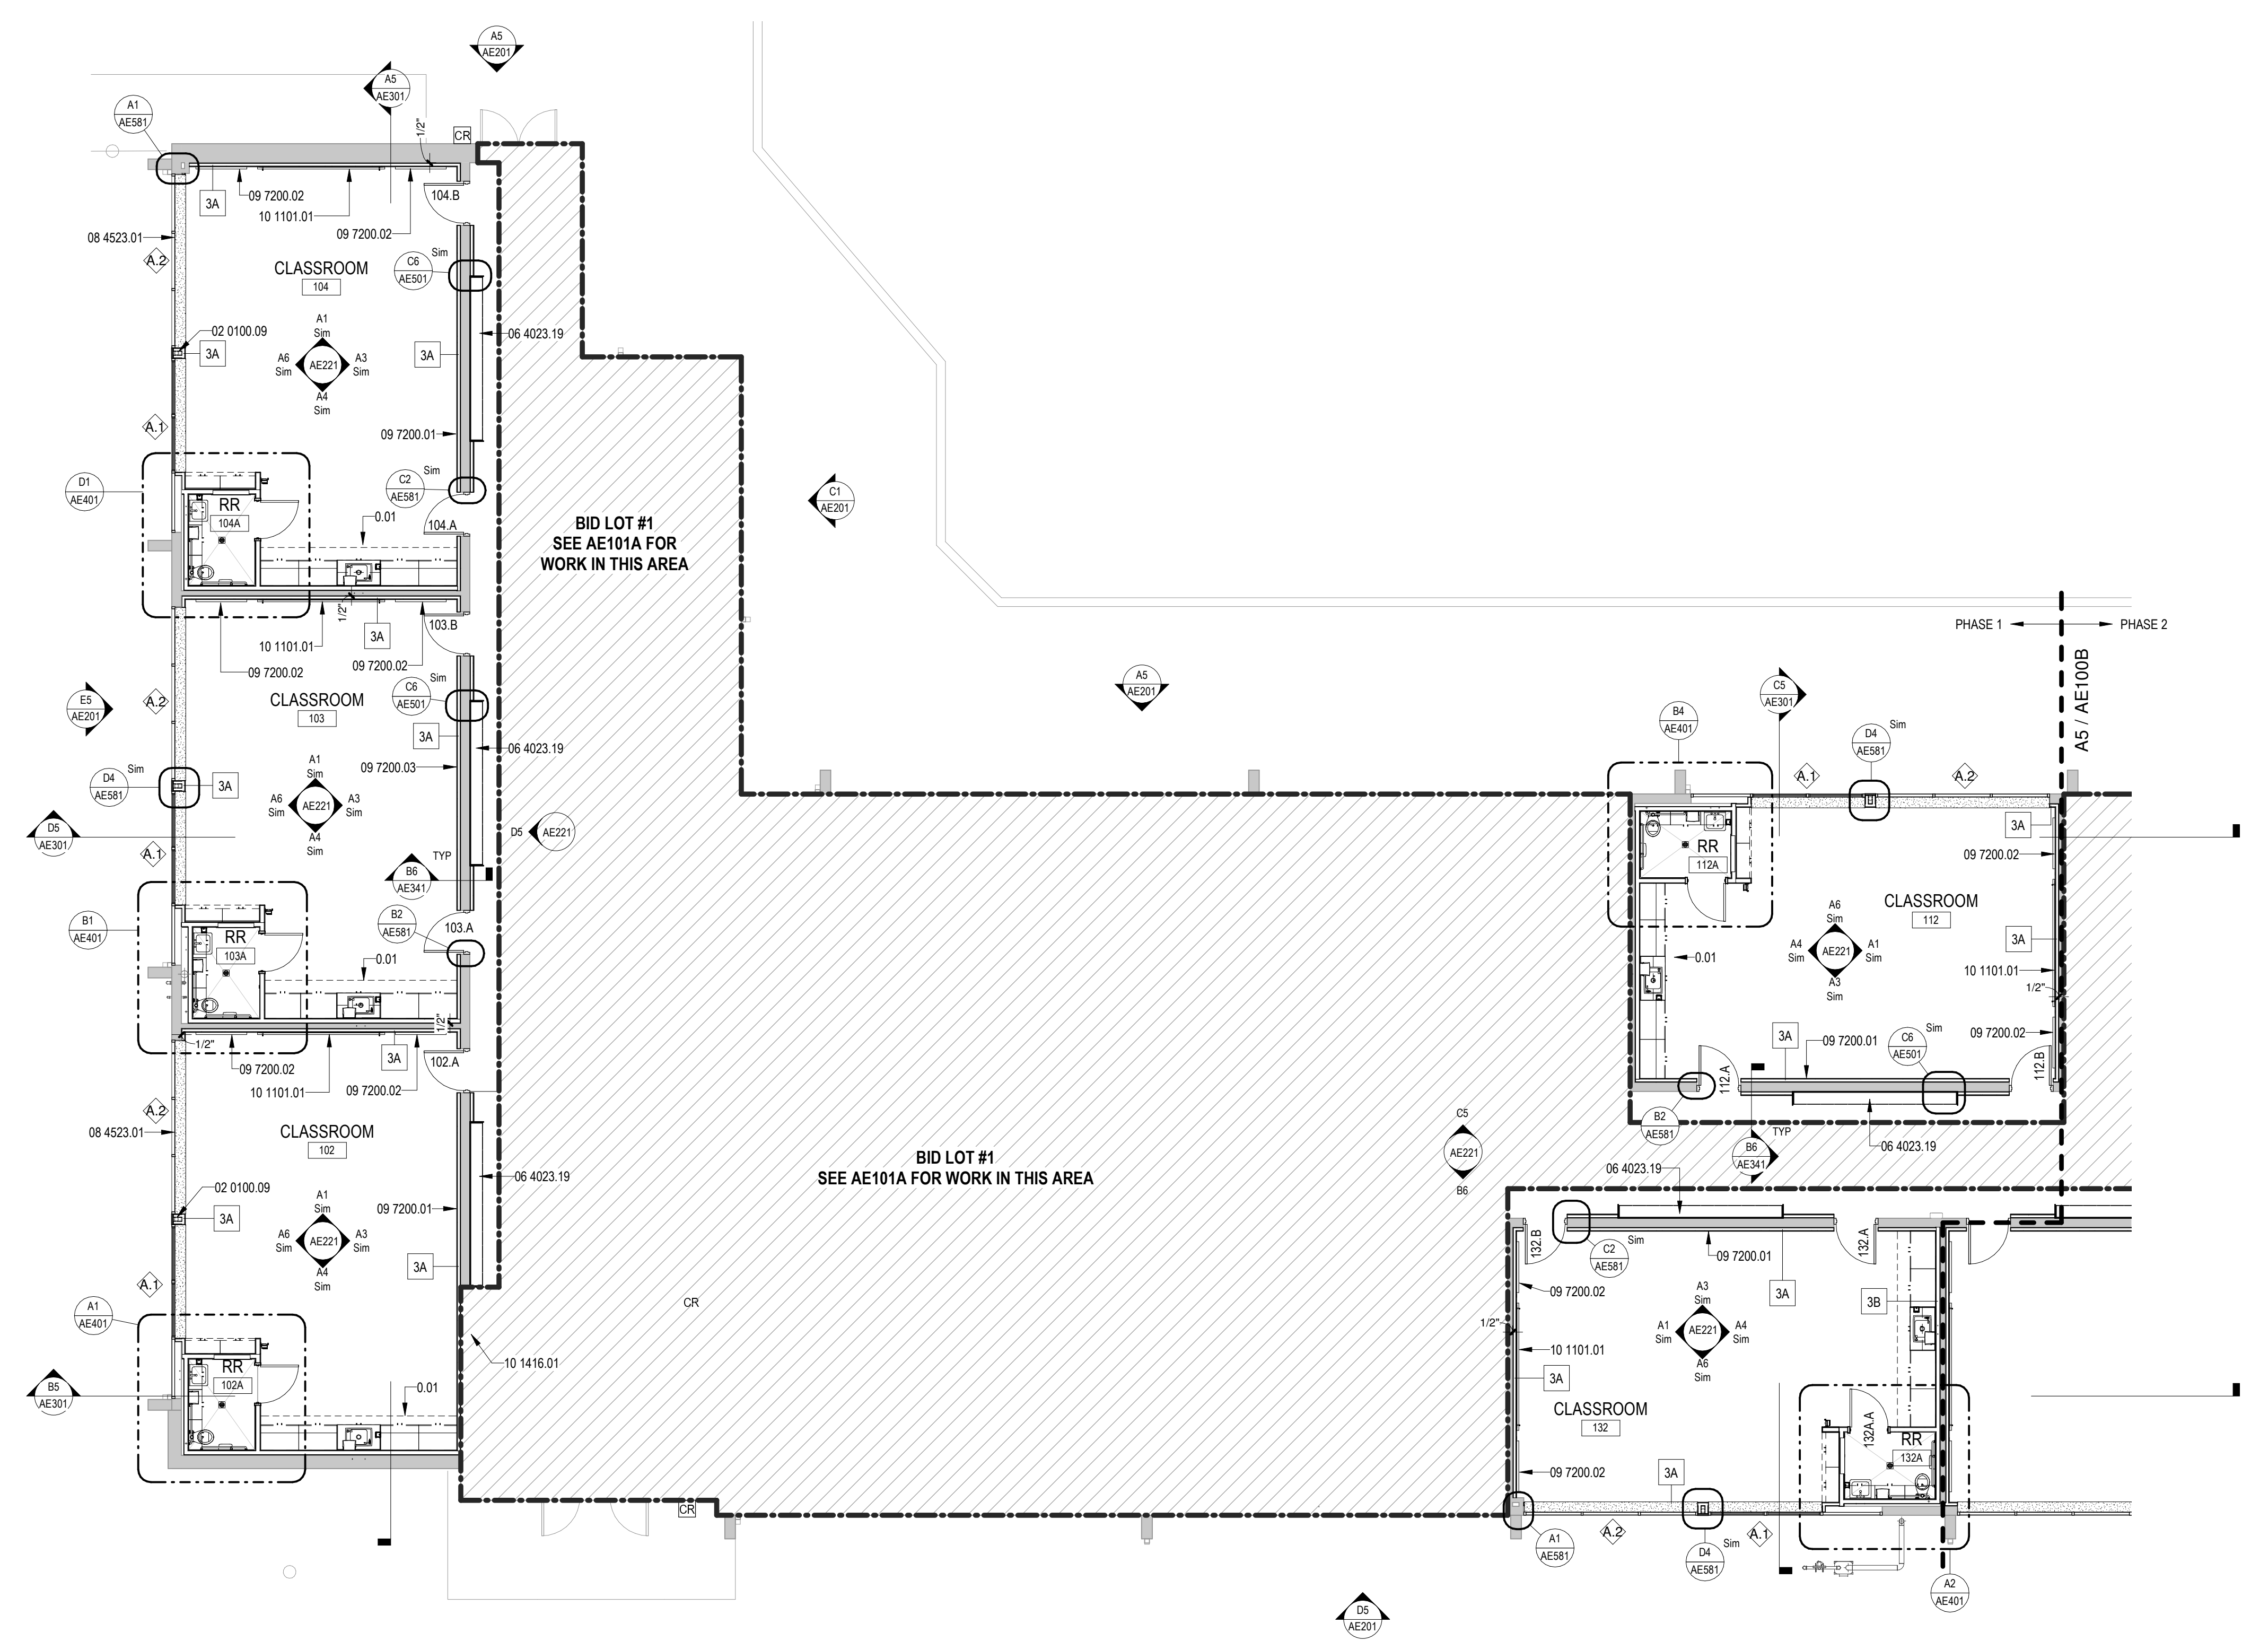 A5
AE201
A5
AE301
A1
AE581
1/2"
CR
3A
09 7200.02
10 1101.01
09 7200.02
104.B
08 4523.01
A.2
CLASSROOM
104
Sim
C6
AE501
02 0100.09
3A
A1
Sim
A6
Sim
AE221
A3
Sim
A4
Sim
3A
06 4023.19
A.1
09 7200.01
D1
AE401
Sim
C2
AE581
RR
104A
0.01
104.A
C1
AE201
BID LOT #1
SEE AE101A FOR
WORK IN THIS AREA
1/2"
103.B
10 1101.01
3A
09 7200.02
09 7200.02
PHASE 1
PHASE 2
A5 / AE100B
E5
AE201
A.2
CLASSROOM
103
Sim
C6
AE501
A5
AE201
C5
AE301
B4
AE401
D4
AE581
Sim
3A
06 4023.19
09 7200.03
D4
AE581
Sim
3A
A1
Sim
A6
Sim
AE221
A3
Sim
A4
Sim
A.1
A.2
D5
AE301
A.1
D5
AE221
TYP
B6
AE341
RR
112A
3A
09 7200.02
B1
AE401
B2
AE581
103.A
RR
103A
0.01
CLASSROOM
112
A6
Sim
A4
Sim
AE221
A1
Sim
A3
Sim
3A
0.01
10 1101.01
1/2"
1/2"
1/2"
09 7200.02
10 1101.01
3A
09 7200.02
102.A
3A
09 7200.01
C6
AE501
Sim
09 7200.02
112.A
112.B
A.2
08 4523.01
CLASSROOM
102
B2
AE581
TYP
B6
AE341
06 4023.19
06 4023.19
C5
AE221
B6
BID LOT #1
SEE AE101A FOR WORK IN THIS AREA
06 4023.19
02 0100.09
3A
A1
Sim
A6
Sim
AE221
A3
Sim
A4
Sim
09 7200.01
3A
A.1
132.B
C2
AE581
Sim
09 7200.01
132.A
09 7200.02
3A
3B
A1
AE401
CR
1/2"
A3
Sim
A1
Sim
AE221
A4
Sim
A6
Sim
10 1101.01
3A
10 1416.01
RR
102A
0.01
B5
AE301
CLASSROOM
132
132A.A
RR
132A
09 7200.02
3A
CR
A1
AE581
A.2
D4
AE581
Sim
A.1
A2
AE401
D5
AE201